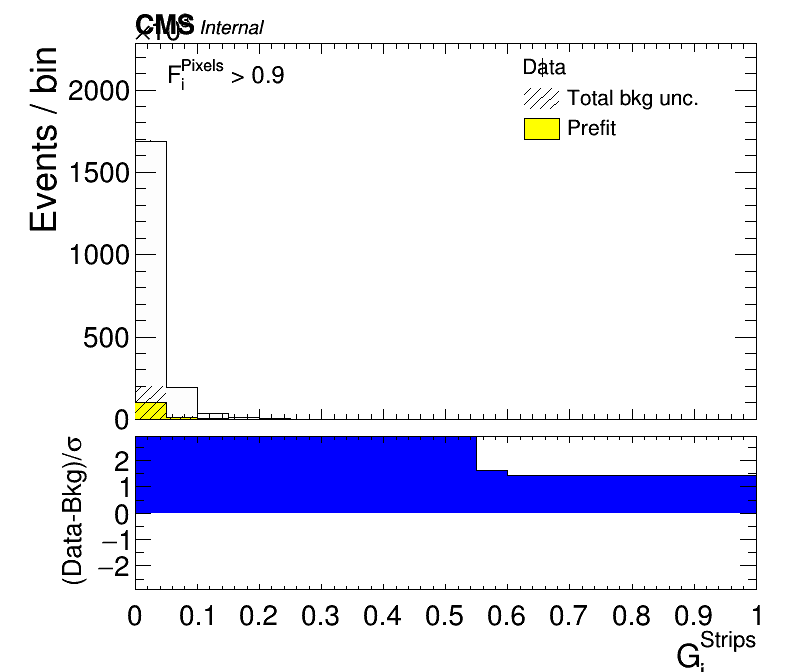 CMS Internal
×10³
F_i^Pixels > 0.9
Data
Total bkg unc.
Prefit
Events / bin
2000
1500
1000
500
0
(Data-Bkg)/σ
2
1
0
−1
−2
0 0.1 0.2 0.3 0.4 0.5 0.6 0.7 0.8 0.9 1
G_i^Strips